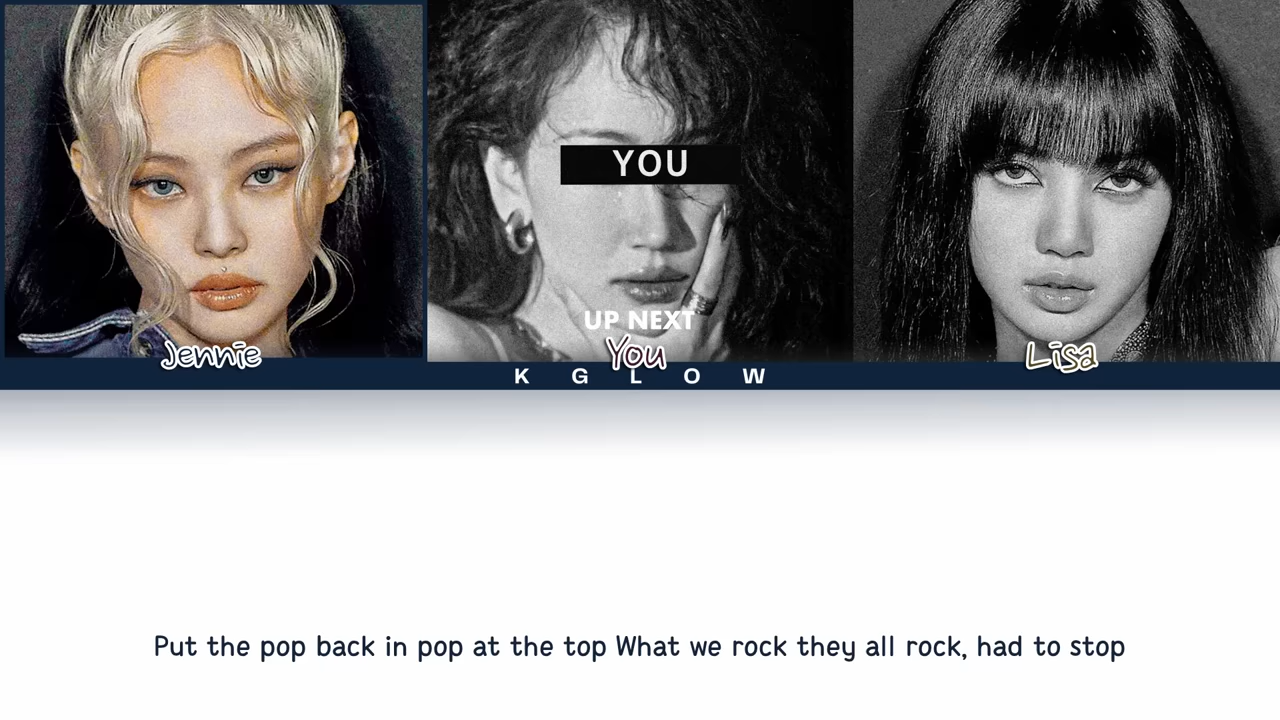 YOU
UP NEXT
Jennie
You
Lisa
K G L O W
Put the pop back in pop at the top What we rock they all rock, had to stop